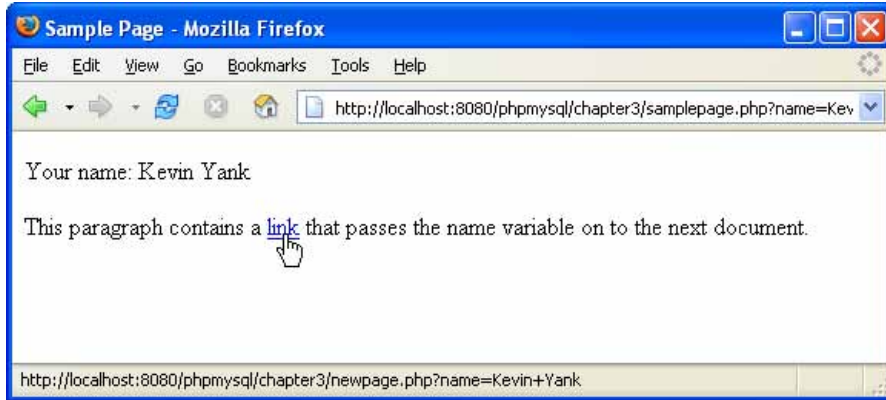 Sample Page - Mozilla Firefox
File Edit View Go Bookmarks Tools Help
http://localhost:8080/phpmysql/chapter3/samplepage.php?name=Kev
Your name: Kevin Yank
This paragraph contains a link that passes the name variable on to the next document.
http://localhost:8080/phpmysql/chapter3/newpage.php?name=Kevin+Yank